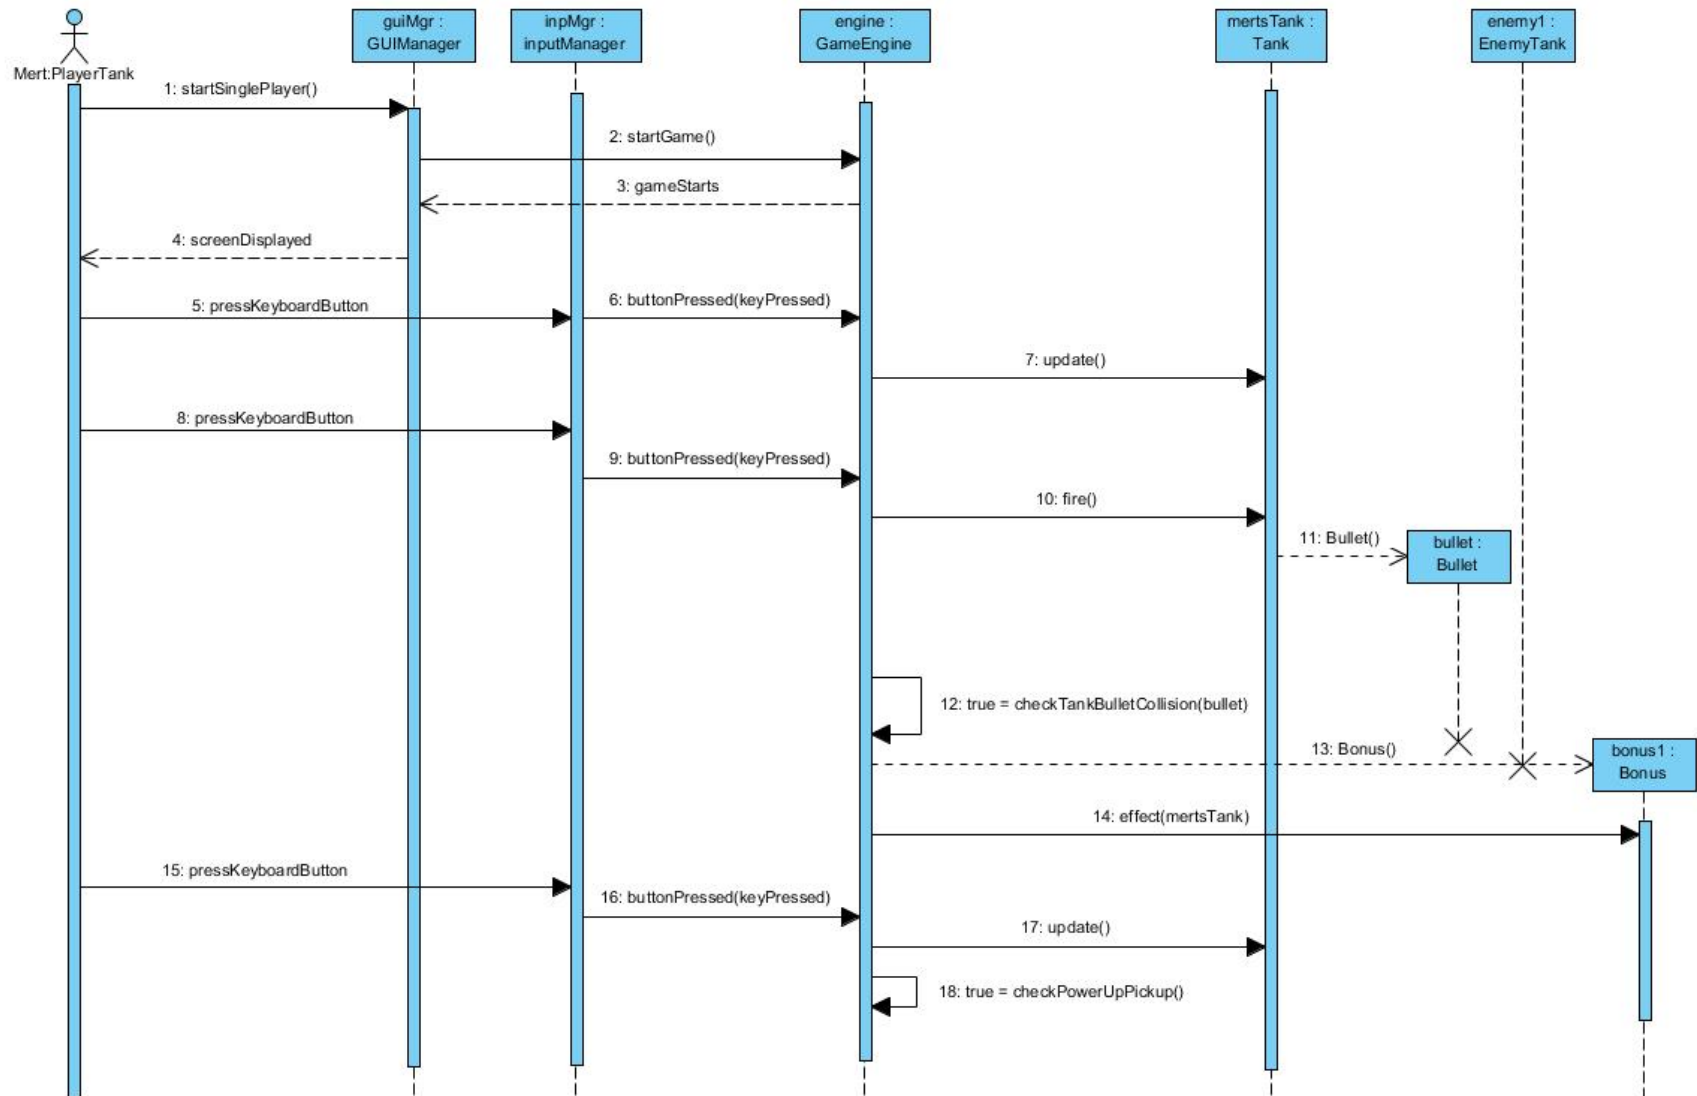 guiMgr :
GUIManager
inpMgr :
inputManager
engine :
GameEngine
mertsTank :
Tank
enemy1 :
EnemyTank
Mert:PlayerTank
1: startSinglePlayer()
2: startGame()
3: gameStarts
4: screenDisplayed
5: pressKeyboardButton
6: buttonPressed(keyPressed)
7: update()
8: pressKeyboardButton
9: buttonPressed(keyPressed)
10: fire()
11: Bullet()
bullet :
Bullet
12: true = checkTankBulletCollision(bullet)
13: Bonus()
bonus1 :
Bonus
14: effect(mertsTank)
15: pressKeyboardButton
16: buttonPressed(keyPressed)
17: update()
18: true = checkPowerUpPickup()